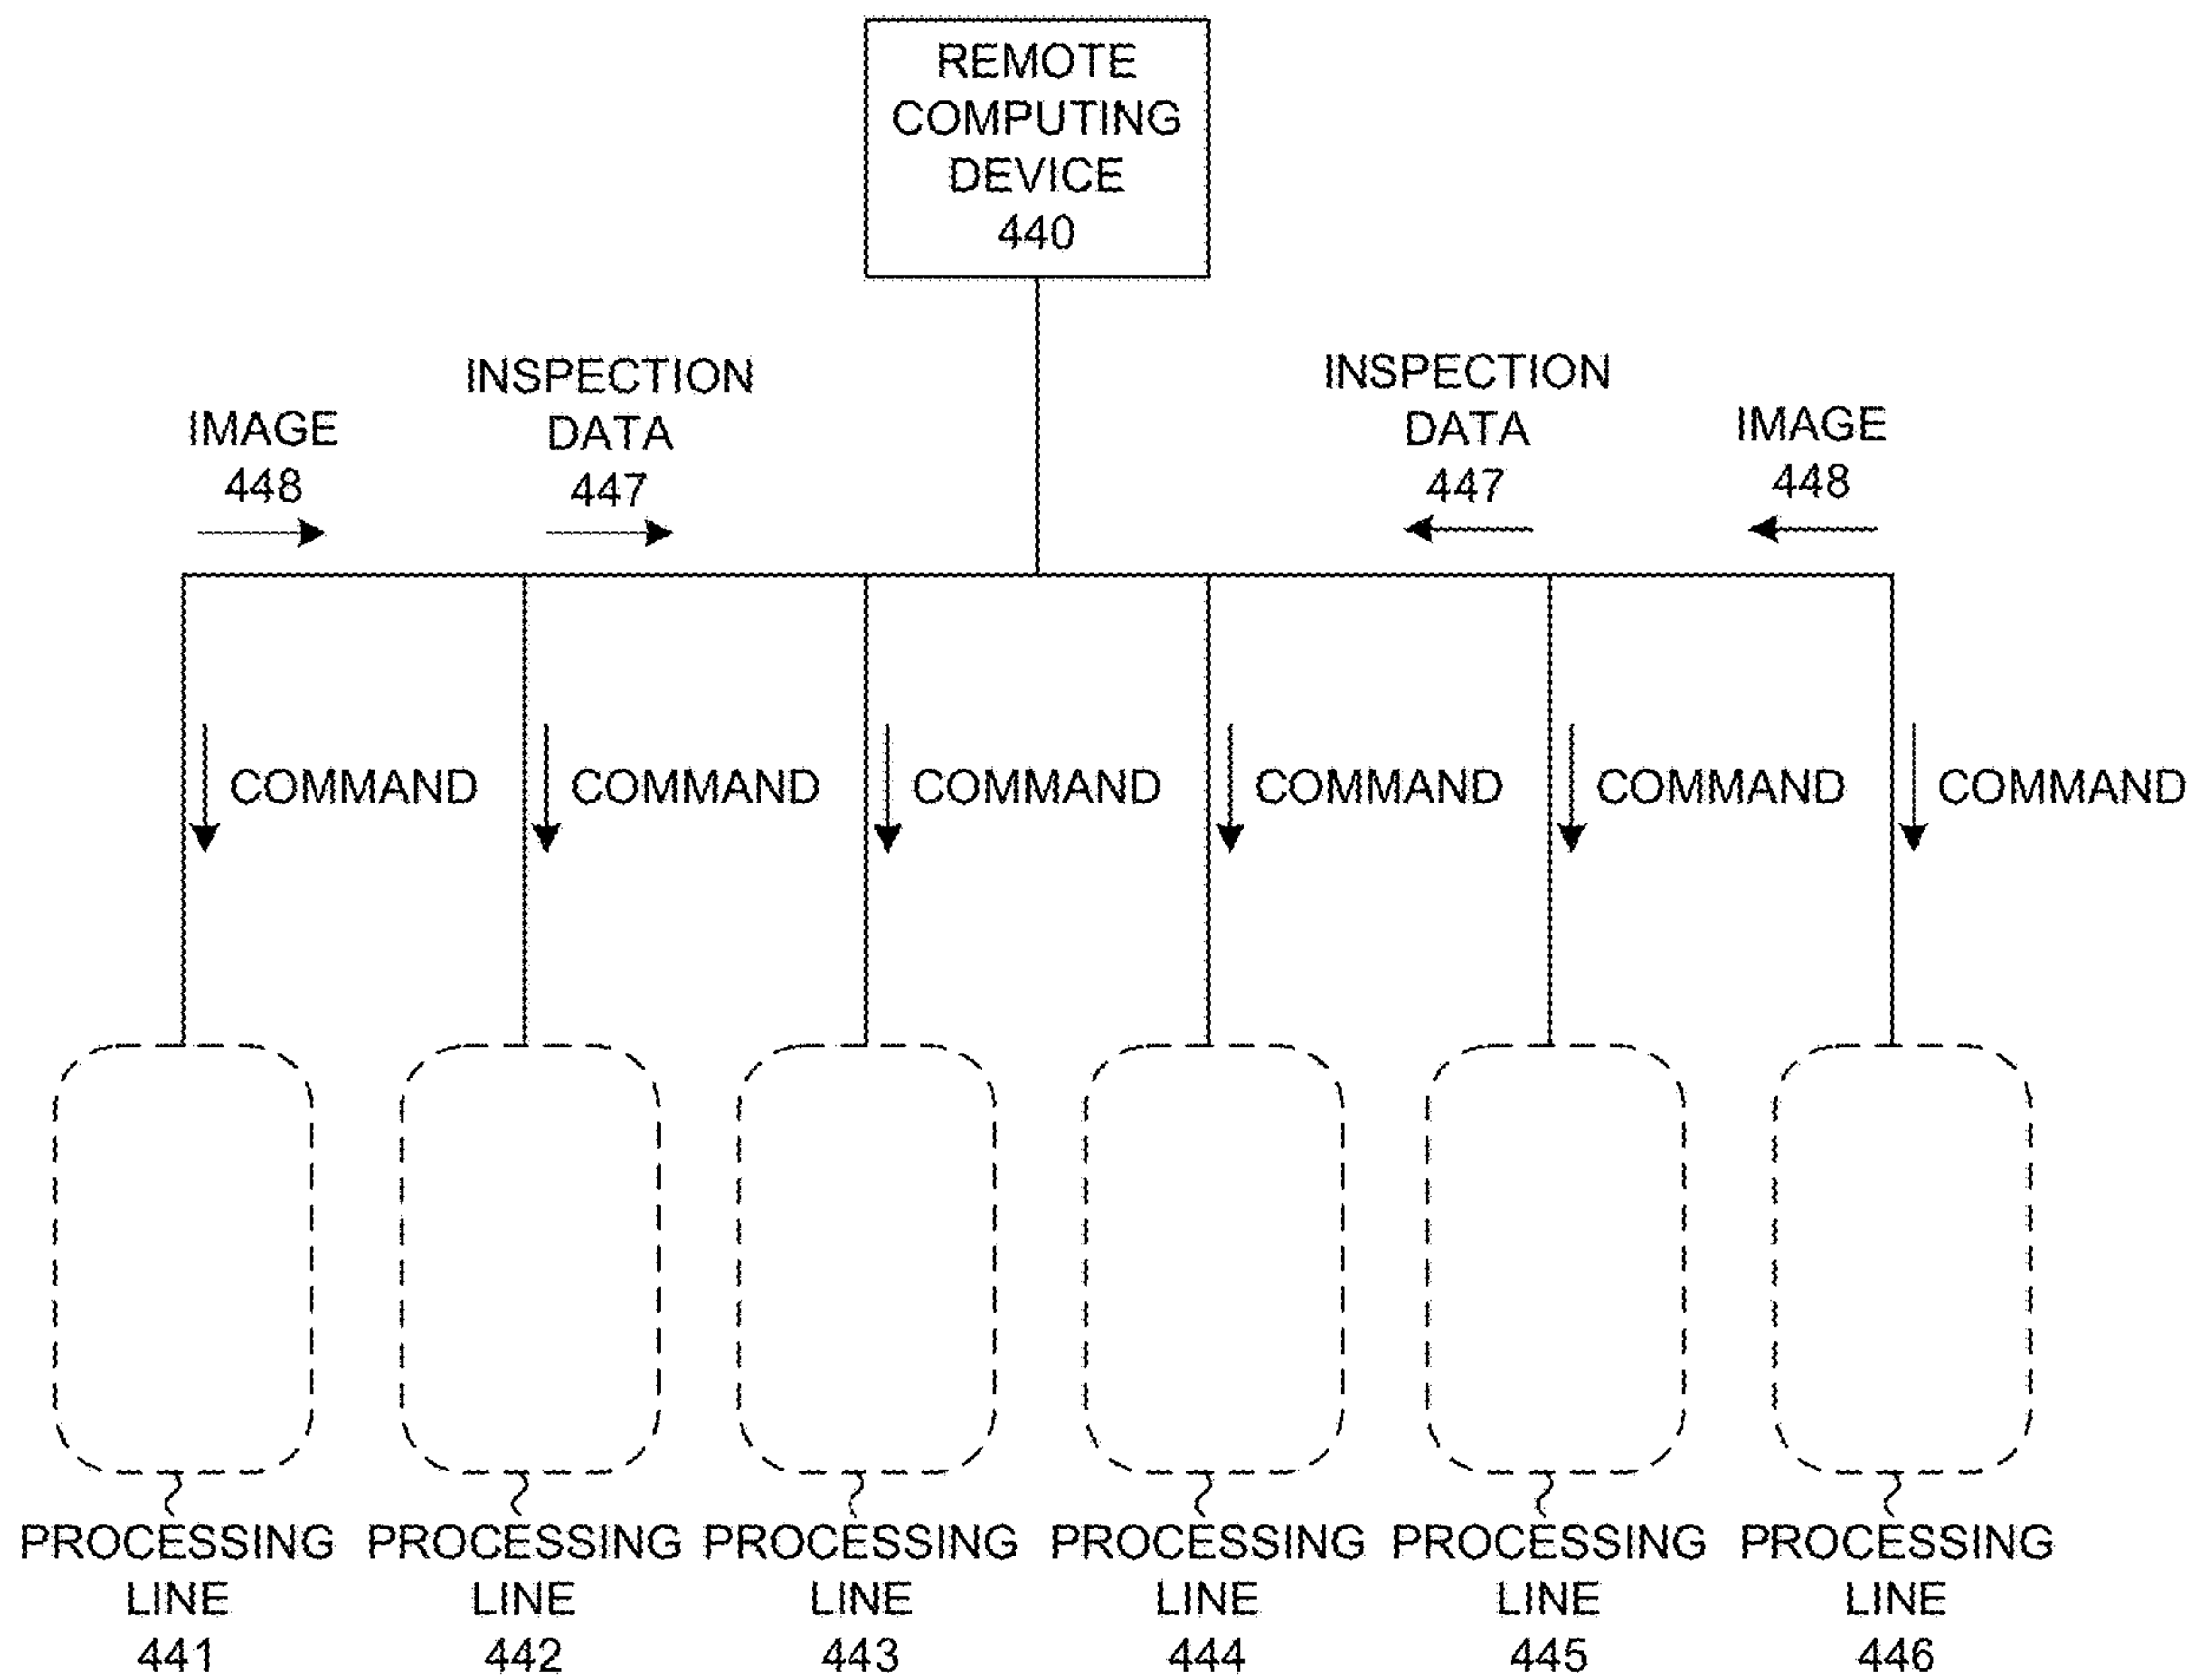 REMOTE
COMPUTING
DEVICE
440
IMAGE
448
INSPECTION
DATA
447
INSPECTION
DATA
447
IMAGE
448
COMMAND
COMMAND
COMMAND
COMMAND
COMMAND
COMMAND
PROCESSING
LINE
441
PROCESSING
LINE
442
PROCESSING
LINE
443
PROCESSING
LINE
444
PROCESSING
LINE
445
PROCESSING
LINE
446